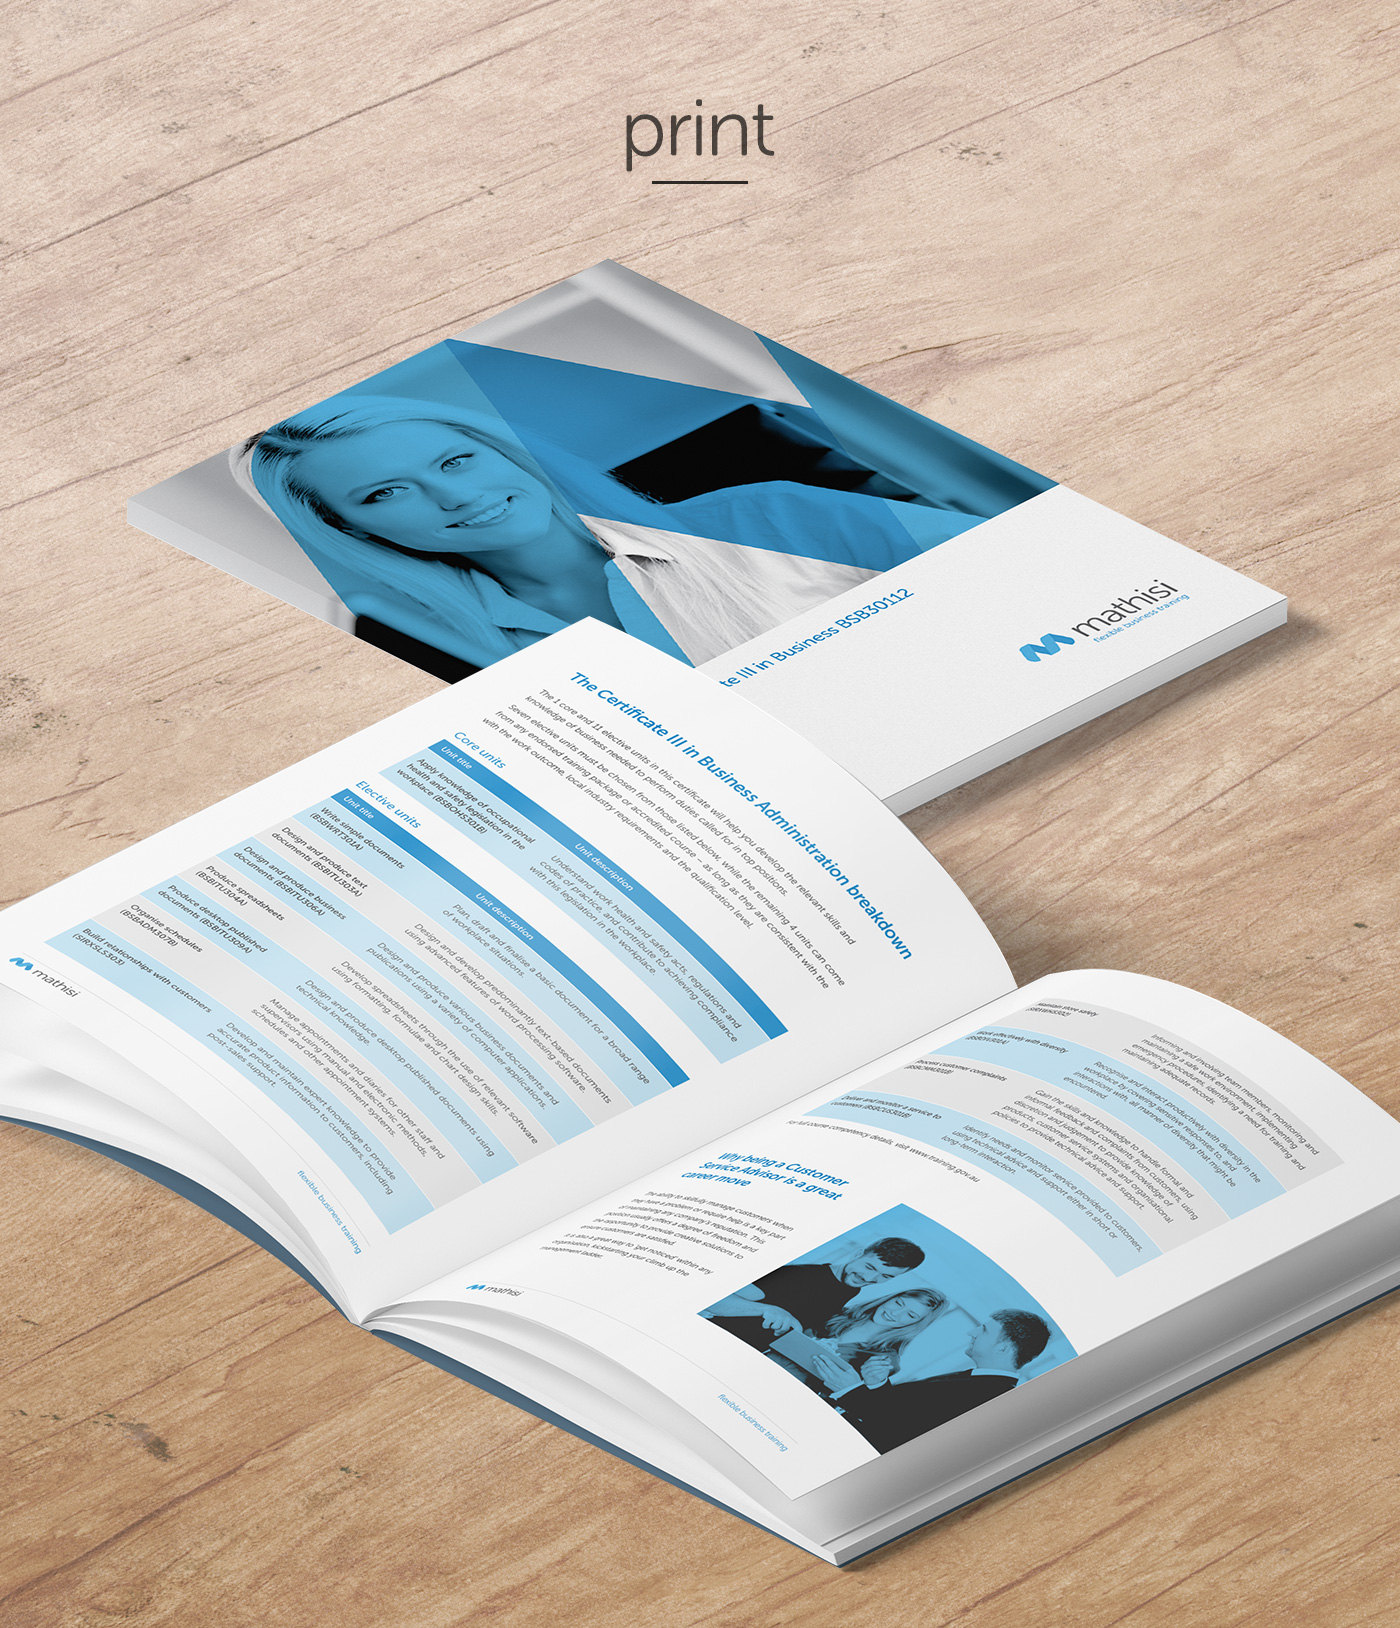 print
te III in Business BSB30112
mathisi
flexible business training
The Certificate III in Business Administration breakdown
The 1 core and 11 elective units in this certificate will help you develop the relevant skills and
knowledge of business needed to perform duties called for in top positions.
Seven elective units must be chosen from those listed below, while the remaining 4 units can come
from any endorsed training package or accredited course – as long as they are consistent with the
with the work outcome, local industry requirements and the qualification level.
Core units
Unit title
Unit description
Apply knowledge of occupational
health and safety legislation in the
workplace (BSBOHS301B)
Understand work health and safety acts, regulations and
codes of practice, and contribute to achieving compliance
with this legislation in the workplace.
Elective units
Unit title
Unit description
Write simple documents
(BSBWRT301A)
Plan, draft and finalise a basic document for a broad range
of workplace situations.
Design and produce text
documents (BSBITU303A)
Design and develop predominantly text-based documents
using advanced features of word processing software.
Design and produce business
documents (BSBITU306A)
Design and produce various business documents and
publications using a variety of computer applications.
Produce spreadsheets
(BSBITU304A)
Develop spreadsheets through the use of relevant software
using formatting, formulae and chart design skills.
Produce desktop published
documents (BSBITU309A)
Design and produce desktop published documents using
technical knowledge.
Organise schedules
(BSBADM307B)
Manage appointments and diaries for other staff and
supervisors using manual and electronic methods,
schedules and other appointment systems.
Build relationships with customers
(SIRXSLS303)
Develop and maintain expert knowledge to provide
accurate product information to customers, including
post-sales support.
mathisi
flexible business training
Maintain store safety
Informing and involving team members, monitoring and
maintaining a safe work environment, implementing
emergency procedures, identifying a need for training and
maintaining adequate records.
work effectively with diversity
Recognise and interact productively with diversity in the
workplace by covering sensitive responses to, and
interactions with, all manner of diversity that might be
encountered.
Process customer complaints
Gain the skills and knowledge to handle formal and
informal feedback and complaints from customers, using
discretion and judgement to provide knowledge of
products, customer service systems and organisational
policies to provide technical advice and support.
Deliver and monitor a service to
customers (BSBCUS301B)
Identify needs and monitor service provided to customers,
using technical advice and support either in short or
long-term interaction.
For full course competency details, visit www.training.gov.au
Why being a Customer
Service Advisor is a great
career move
The ability to skilfully manage customers when
they have a problem or require help is a key part
of maintaining any company's reputation. This
position usually offers a degree of freedom and
the opportunity to provide creative solutions to
ensure customers are satisfied.
It is also a great way to 'get noticed' within any
organisation, kickstarting your climb up the
management ladder.
mathisi
flexible business training